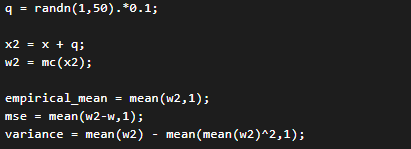 q = randn(1,50).*0.1;
x2 = x + q;
w2 = mc(x2);
empirical_mean = mean(w2,1);
mse = mean(w2-w,1);
variance = mean(w2) - mean(mean(w2)^2,1);